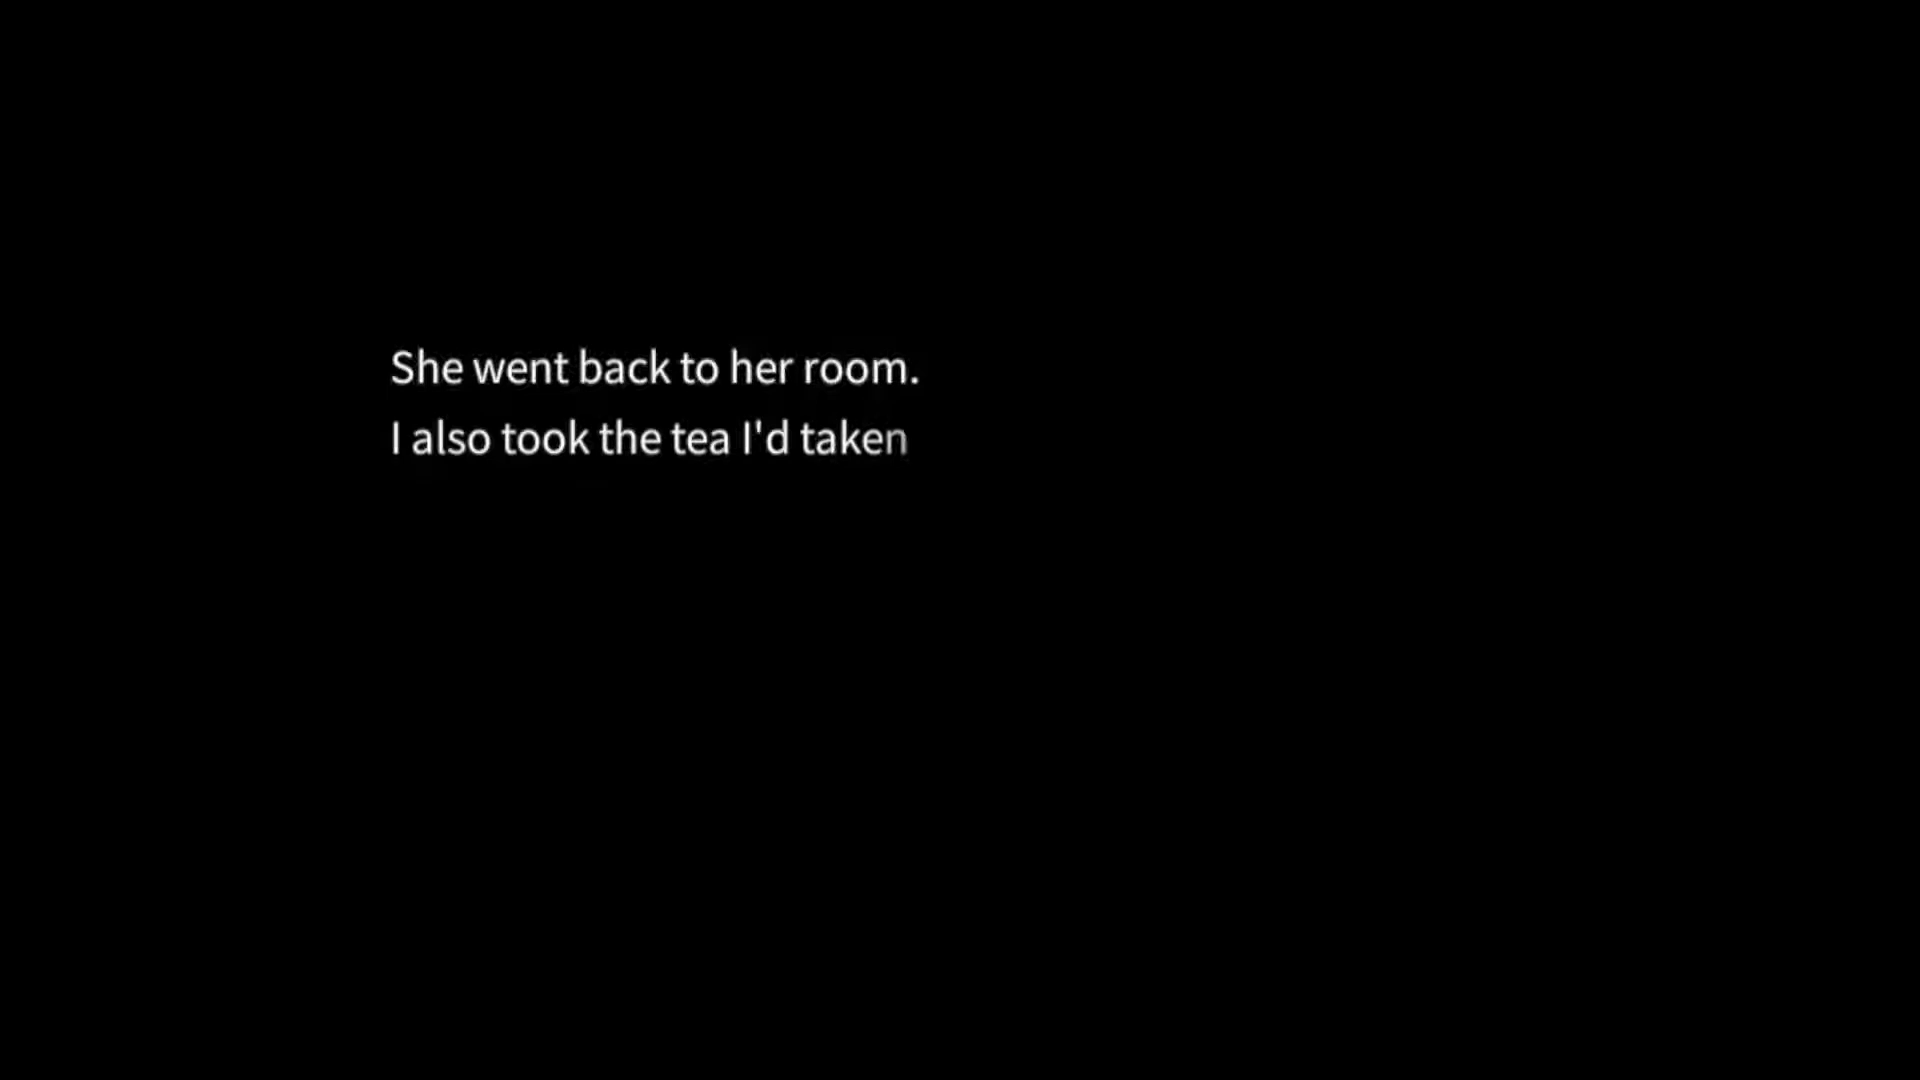 She went back to her room.
I also took the tea I'd taken